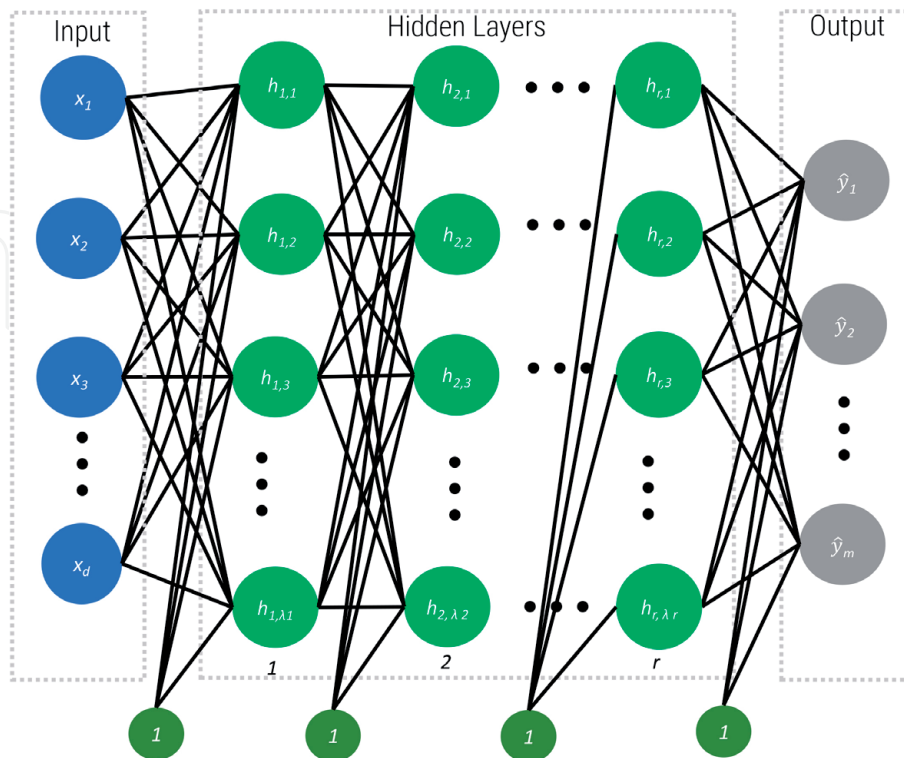 Input
Hidden Layers
Output
x₁
h₁,₁
h₂,₁
hᵣ,₁
ŷ₁
x₂
h₁,₂
h₂,₂
hᵣ,₂
ŷ₂
x₃
h₁,₃
h₂,₃
hᵣ,₃
x_d
h₁,λ1
h₂,λ2
hᵣ,λr
ŷₘ
1
2
r
1
1
1
1